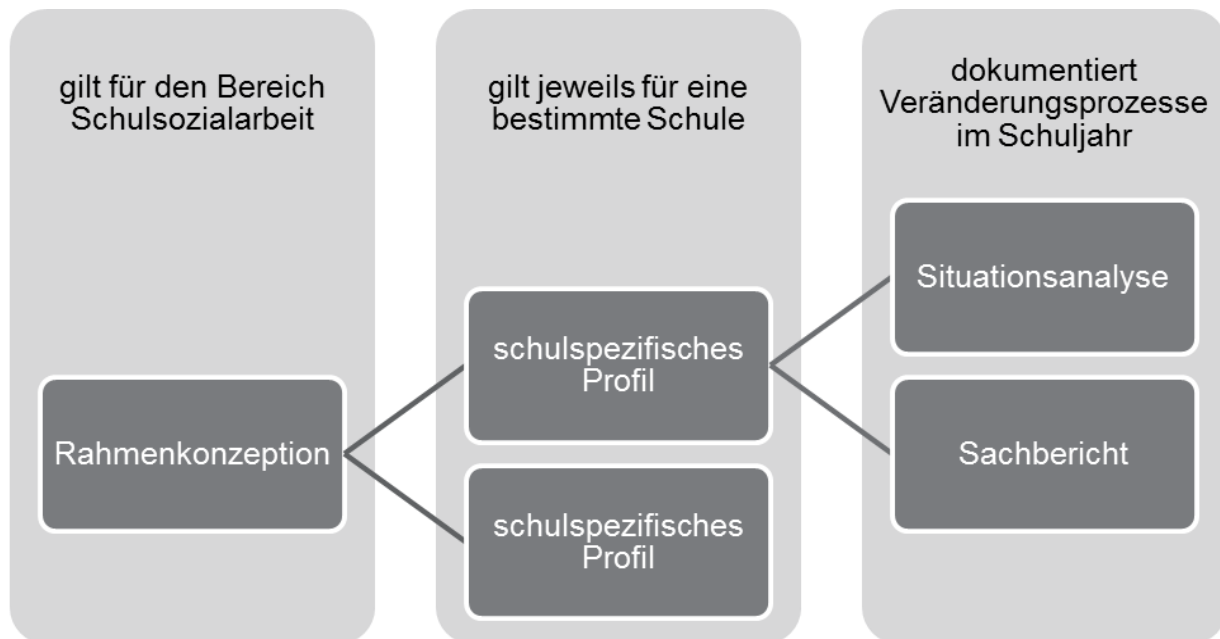 gilt für den Bereich
Schulsozialarbeit
Rahmenkonzeption
gilt jeweils für eine
bestimmte Schule
schulspezifisches
Profil
schulspezifisches
Profil
dokumentiert
Veränderungsprozesse
im Schuljahr
Situationsanalyse
Sachbericht